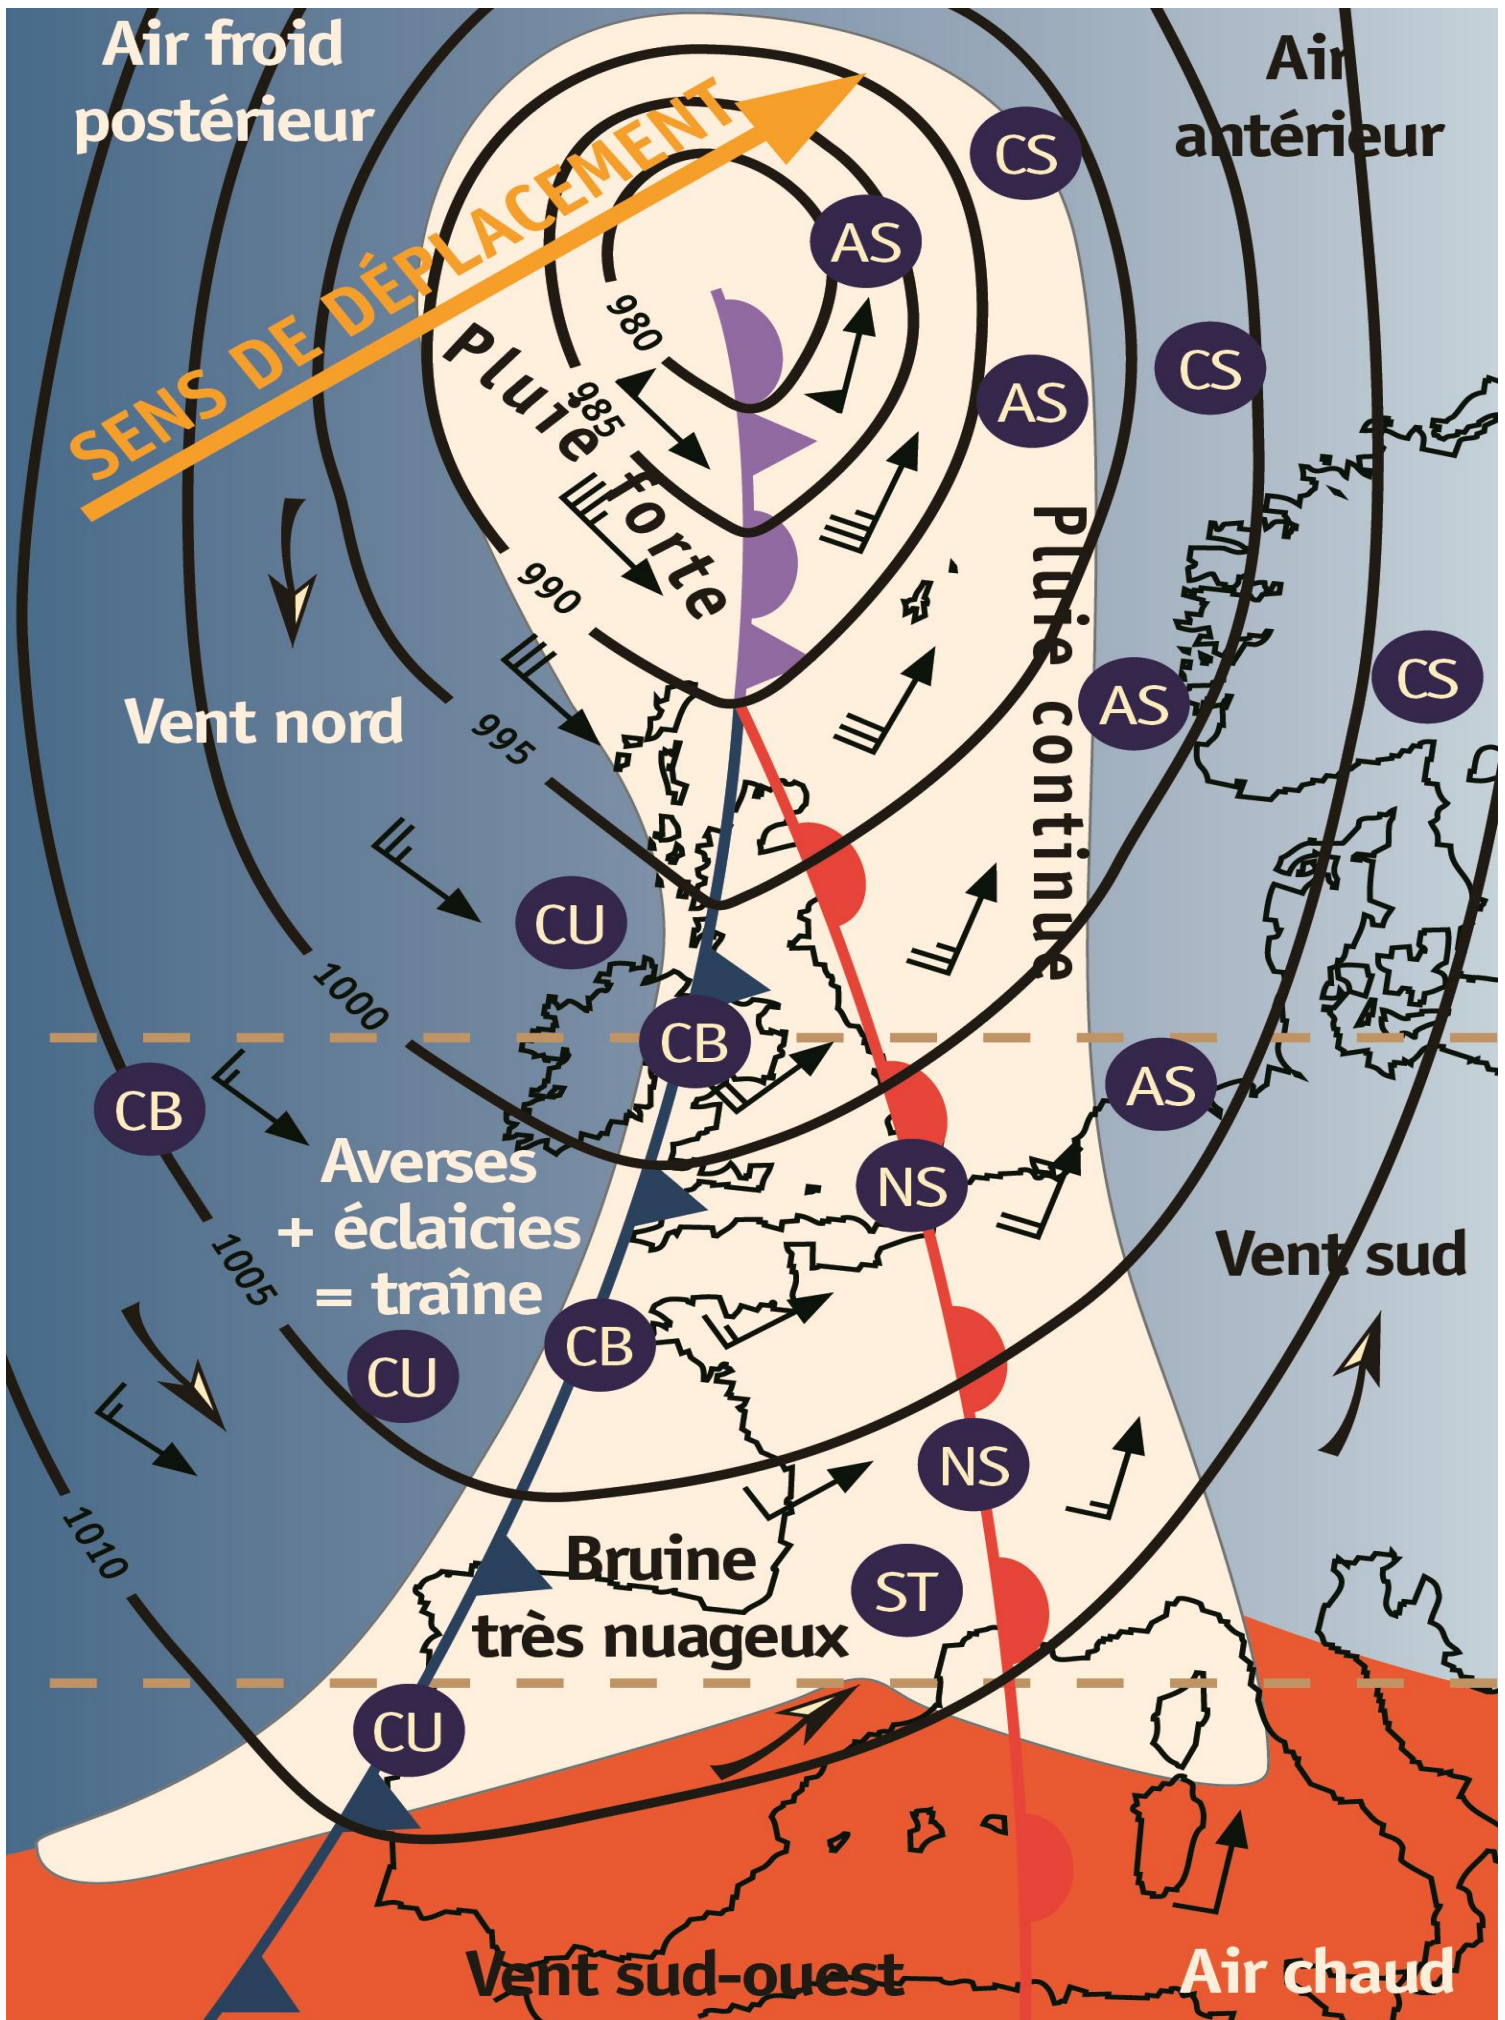 Air froid
postérieur
Air
antérieur
SENS DE DÉPLACEMENT
CS
AS
CS
AS
980
985
Pluie forte
990
Pluie continue
CS
AS
Vent nord
995
CU
1000
CB
CB
AS
Averses
+ éclaicies
= traîne
NS
1005
Vent sud
CB
CU
NS
1010
Bruine
très nuageux
ST
CU
Vent sud-ouest
Air chaud